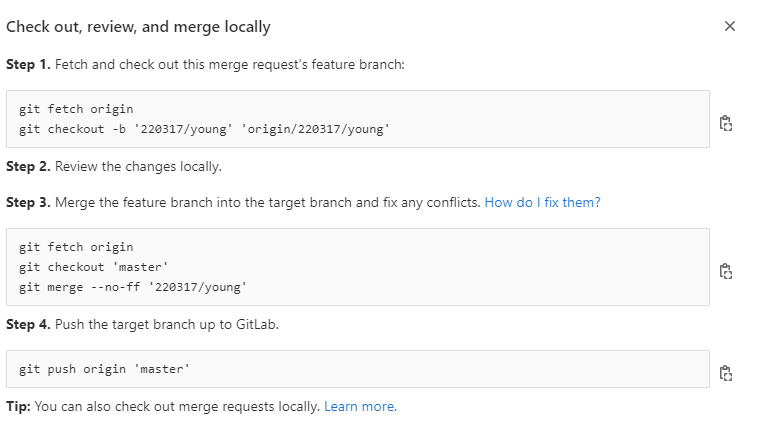 Check out, review, and merge locally
Step 1. Fetch and check out this merge request's feature branch:
git fetch origin
git checkout -b '220317/young' 'origin/220317/young'
Step 2. Review the changes locally.
Step 3. Merge the feature branch into the target branch and fix any conflicts. How do I fix them?
git fetch origin
git checkout 'master'
git merge --no-ff '220317/young'
Step 4. Push the target branch up to GitLab.
git push origin 'master'
Tip: You can also check out merge requests locally. Learn more.